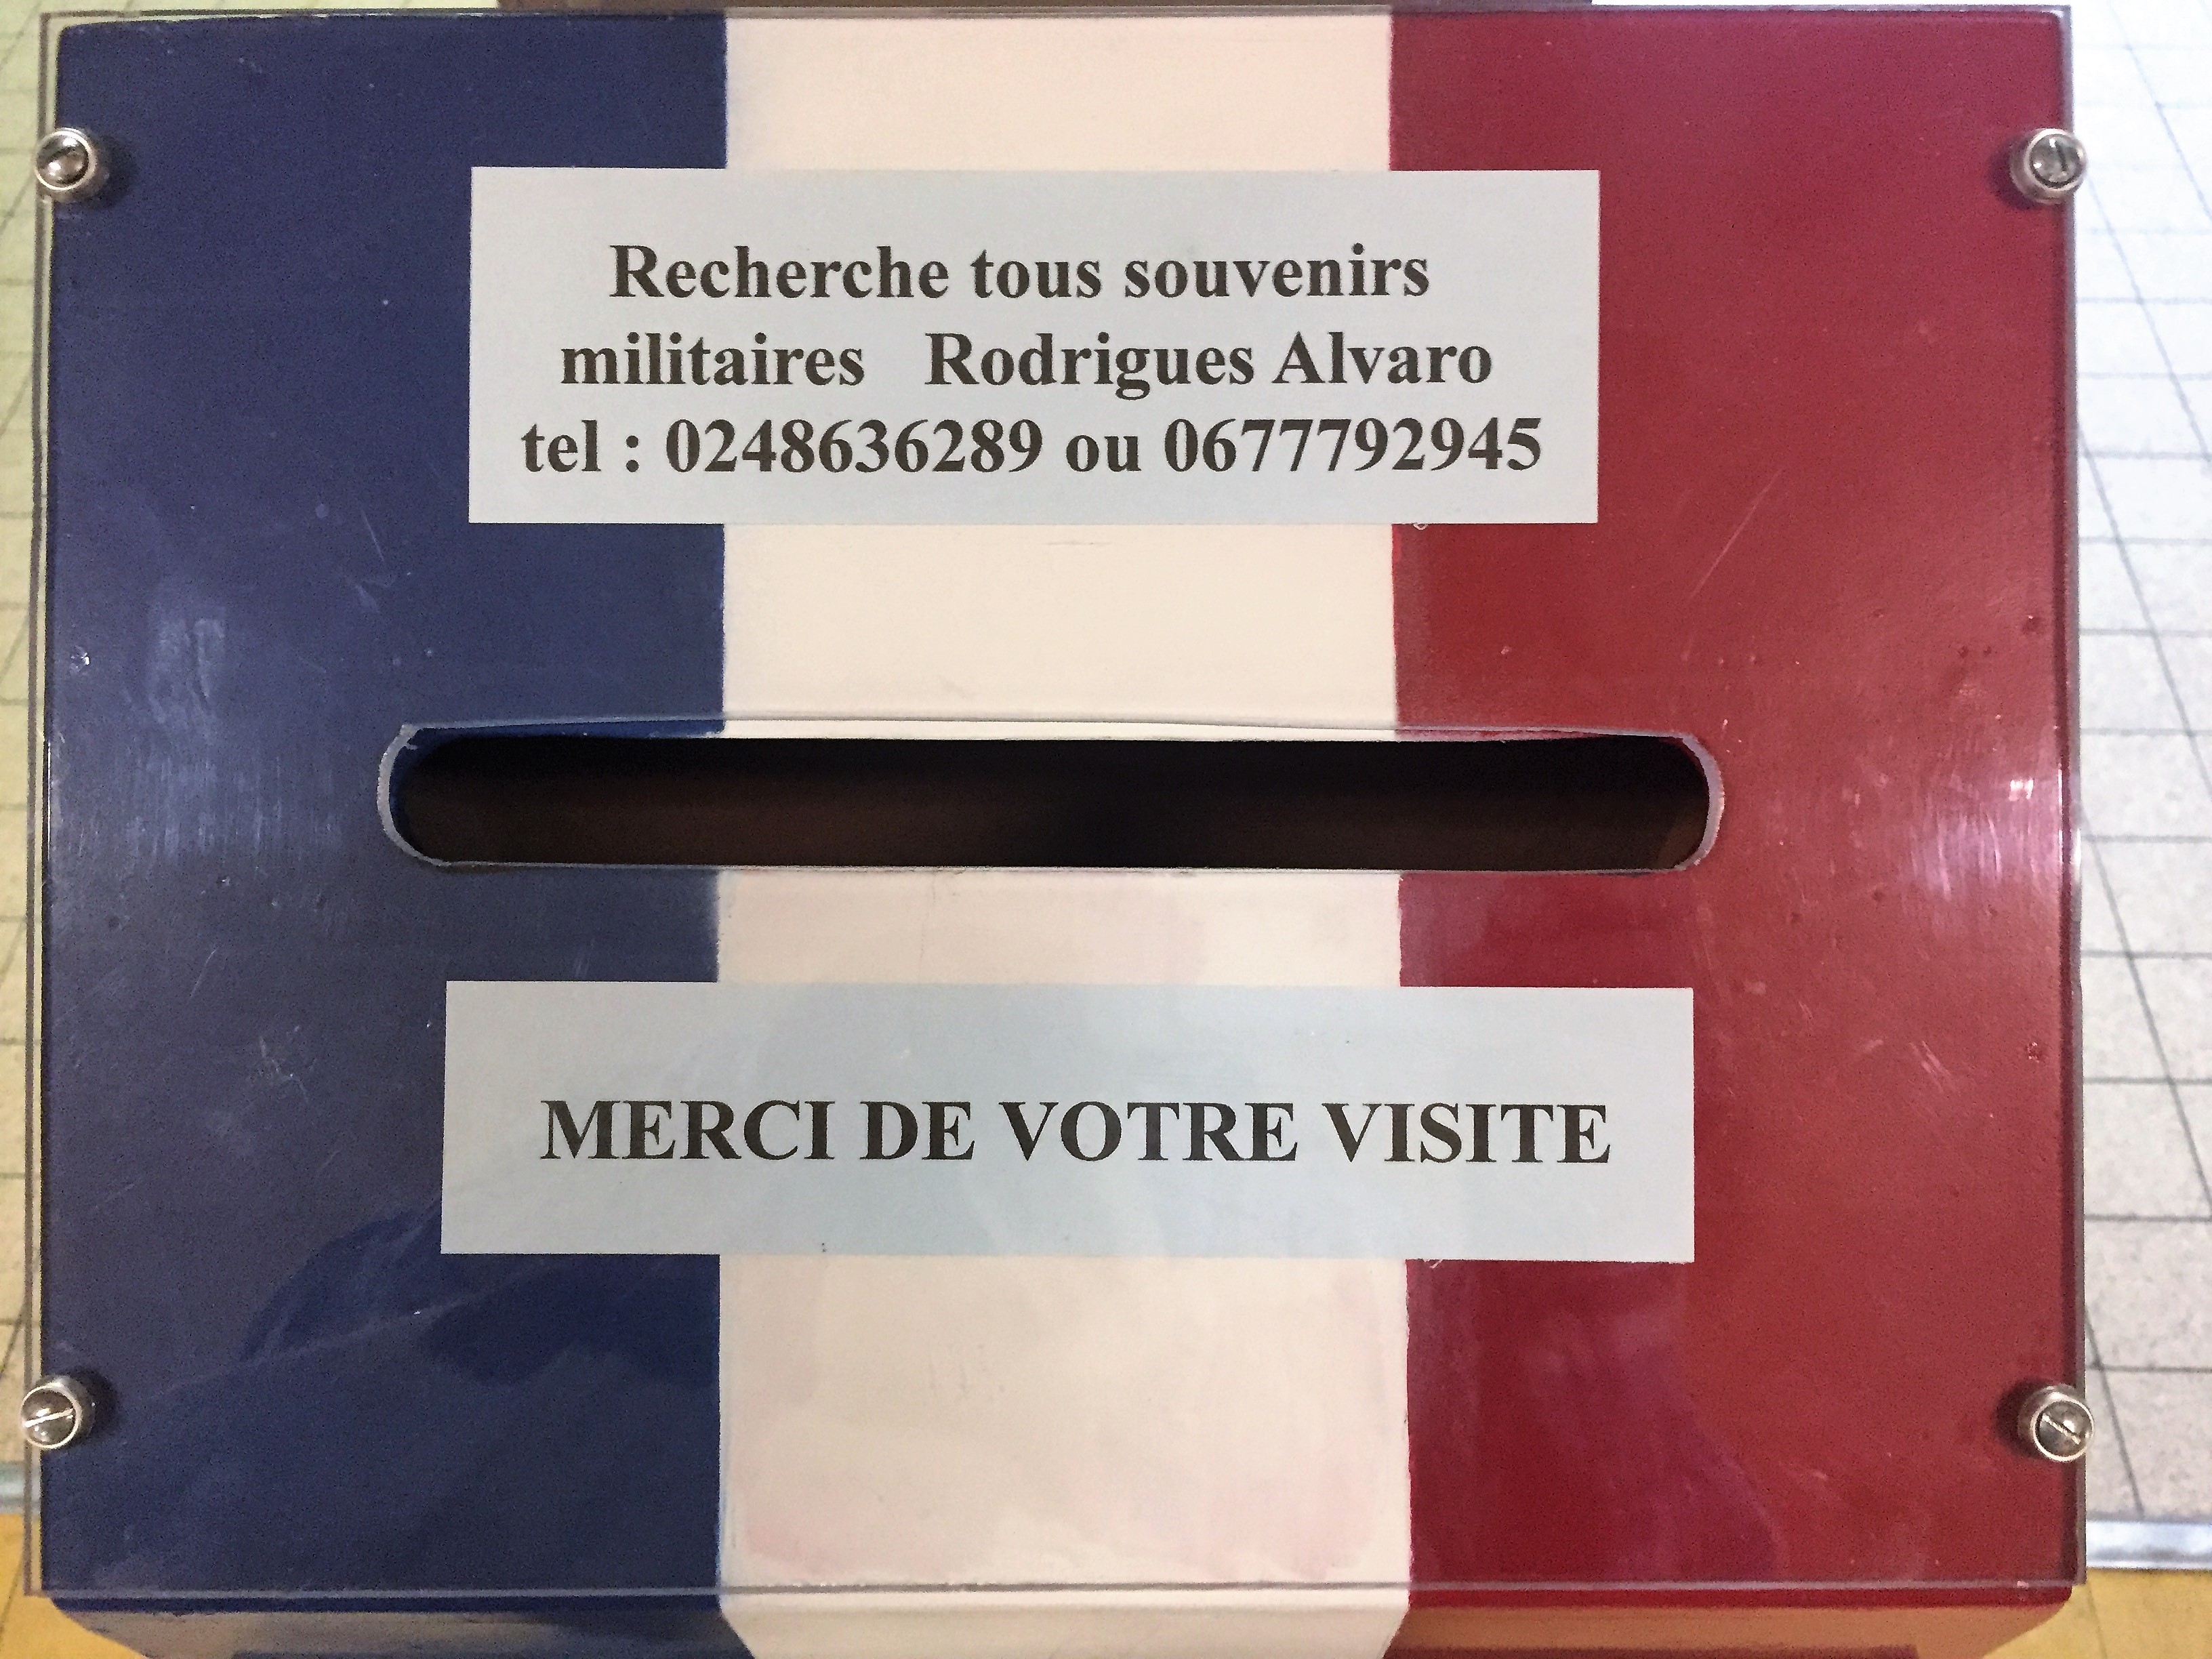 Recherche tous souvenirs
militaires Rodrigues Alvaro
tel : 0248636289 ou 0677792945
MERCI DE VOTRE VISITE